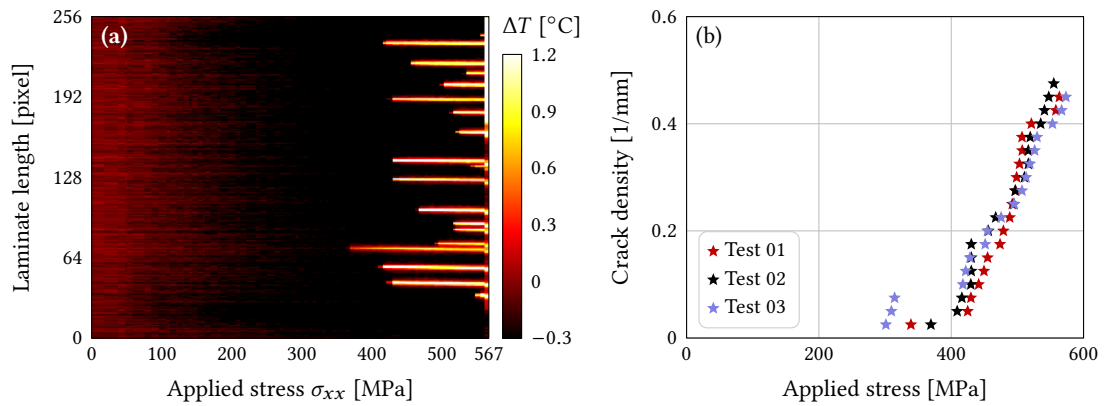 (a)
Laminate length [pixel]
256
192
128
64
0
0
100
200
300
400
500
567
Applied stress σxx [MPa]
ΔT [°C]
1.2
0.9
0.6
0.3
0
−0.3
(b)
Crack density [1/mm]
0.6
0.4
0.2
0
Test 01
Test 02
Test 03
0
200
400
600
Applied stress [MPa]